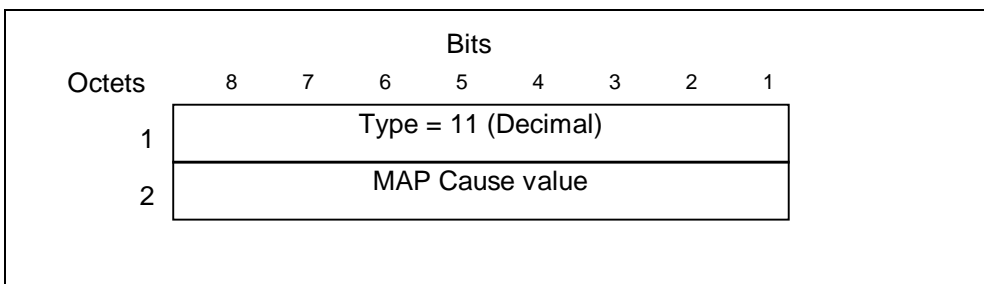 Bits
Octets 8 7 6 5 4 3 2 1
1 Type = 11 (Decimal)
2 MAP Cause value